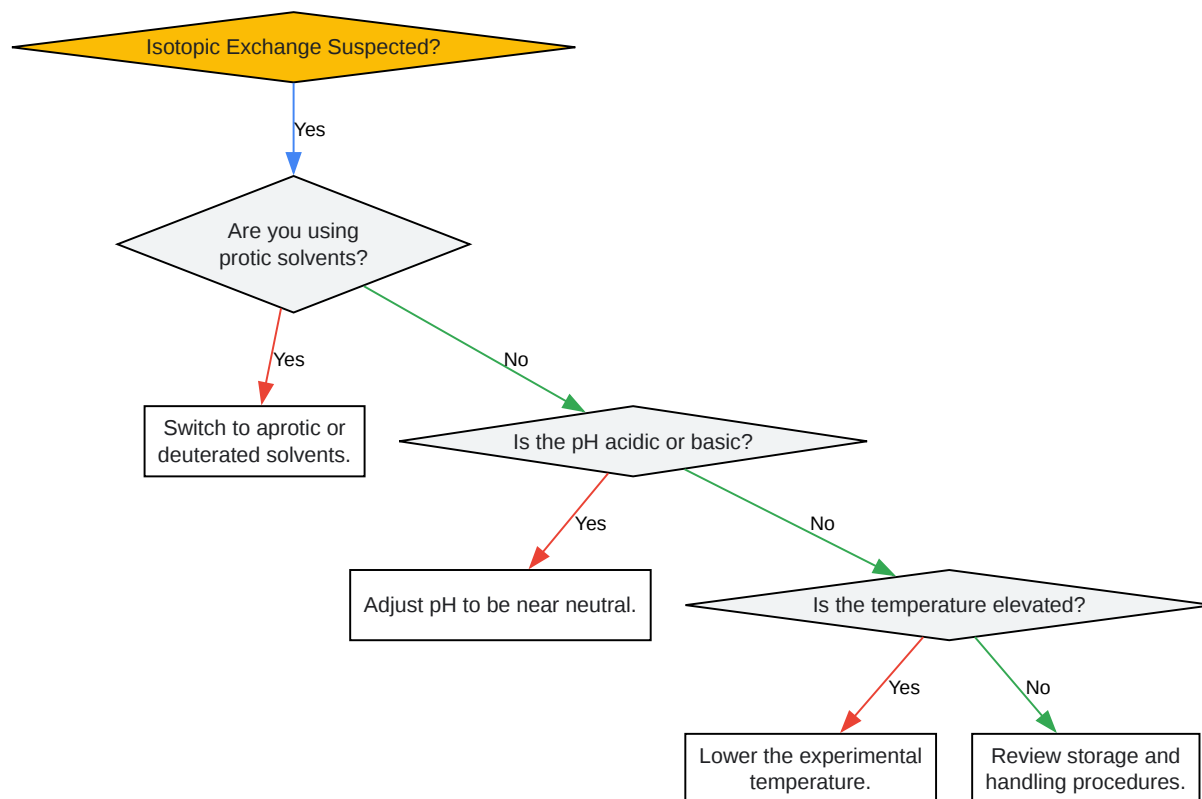 Isotopic Exchange Suspected?
Yes
Are you using
protic solvents?
Yes
No
Switch to aprotic or
deuterated solvents.
Is the pH acidic or basic?
Yes
No
Adjust pH to be near neutral.
Is the temperature elevated?
Yes
No
Lower the experimental
temperature.
Review storage and
handling procedures.